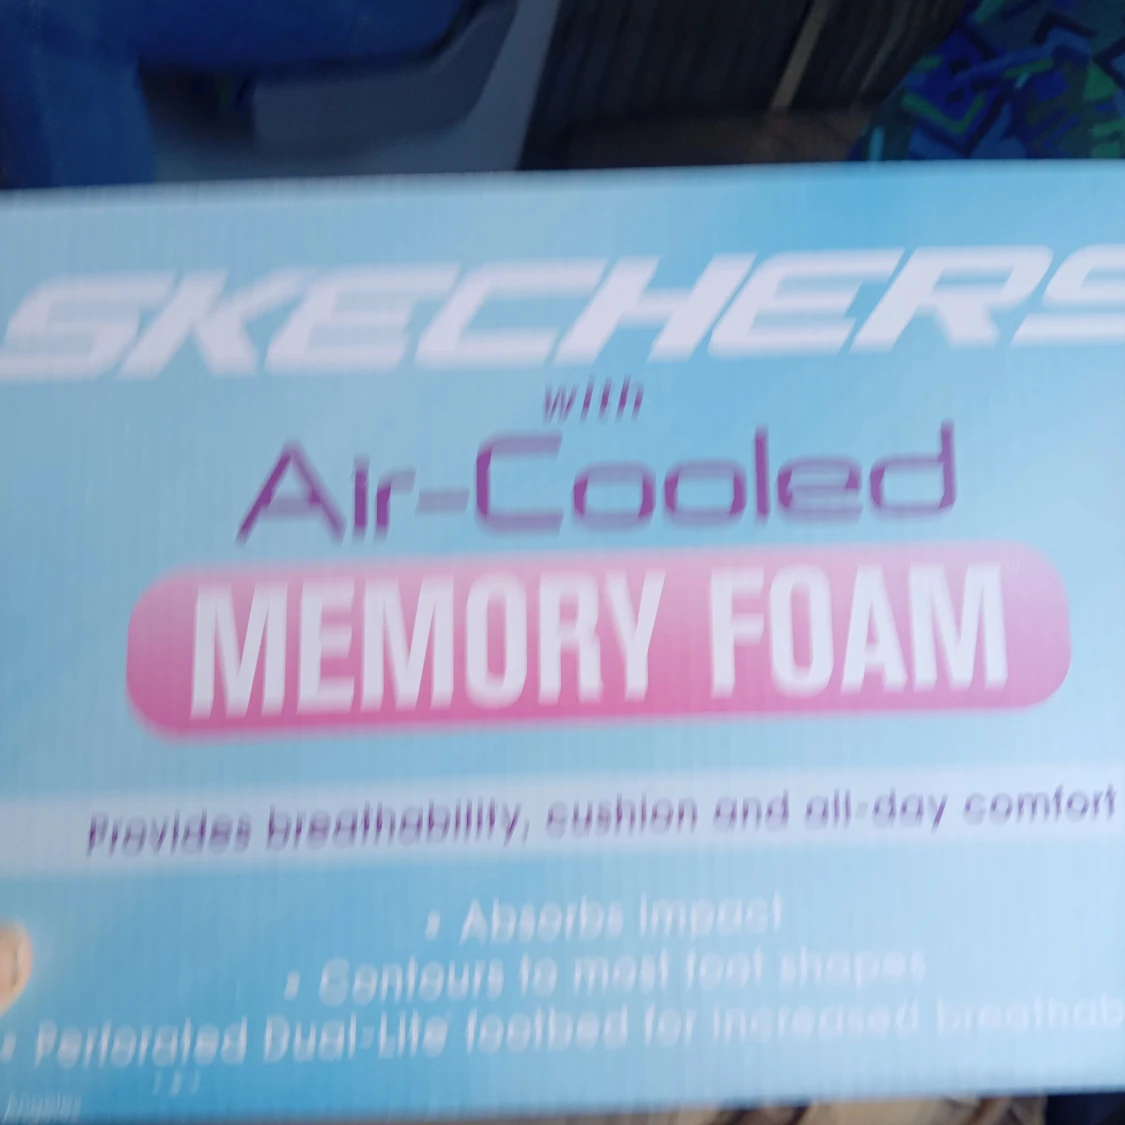 SKECHERS
with
Air-Cooled
MEMORY FOAM
Provides breathability, cushion and all-day comfort
• Absorbs impact
• Contours to most foot shapes
• Perforated Dual-Lite footbed for increased breathab